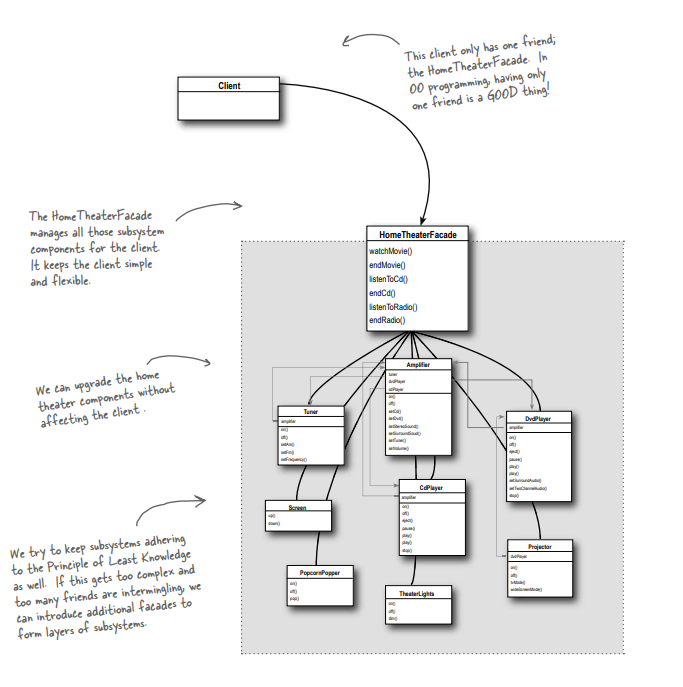 This client only has one friend;
the HomeTheaterFacade. In
OO programming, having only
one friend is a GOOD thing!
Client
The HomeTheaterFacade
manages all those subsystem
components for the client.
It keeps the client simple
and flexible.
HomeTheaterFacade
watchMovie()
endMovie()
listenToCd()
endCd()
listenToRadio()
endRadio()
We can upgrade the home
theater components without
affecting the client.
Amplifier
tuner
dvdPlayer
cdPlayer
on()
off()
setCd()
setDvd()
setStereoSound()
setSurroundSoud()
setTuner()
setVolume()
Tuner
amplifier
on()
off()
setAm()
setFm()
setFrequency()
DvdPlayer
amplifier
on()
off()
eject()
pause()
play()
play()
setSurroundAudio()
setTwoChannelAudio()
stop()
Screen
up()
down()
CdPlayer
amplifier
on()
off()
eject()
pause()
play()
play()
stop()
We try to keep subsystems adhering
to the Principle of Least Knowledge
as well. If this gets too complex and
too many friends are intermingling, we
can introduce additional facades to
form layers of subsystems.
PopcornPopper
on()
off()
pop()
TheaterLights
on()
off()
dim()
Projector
dvdPlayer
on()
off()
tvMode()
wideScreenMode()